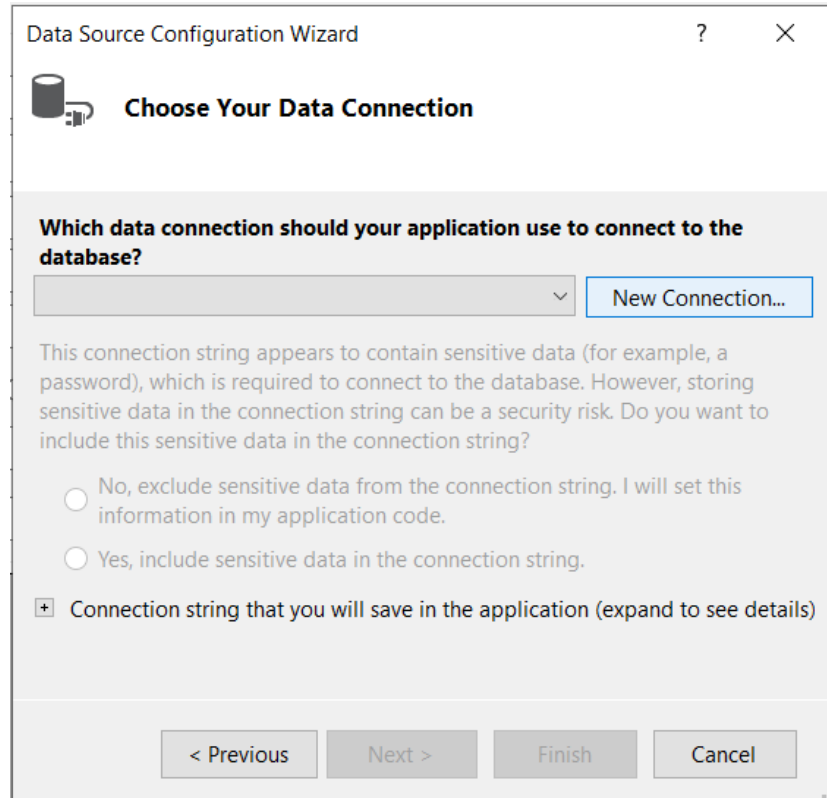 Data Source Configuration Wizard ?
Choose Your Data Connection
Which data connection should your application use to connect to the
database?
New Connection...
This connection string appears to contain sensitive data (for example, a
password), which is required to connect to the database. However, storing
sensitive data in the connection string can be a security risk. Do you want to
include this sensitive data in the connection string?
No, exclude sensitive data from the connection string. I will set this
information in my application code.
Yes, include sensitive data in the connection string.
+ Connection string that you will save in the application (expand to see details)
< Previous Next > Finish Cancel